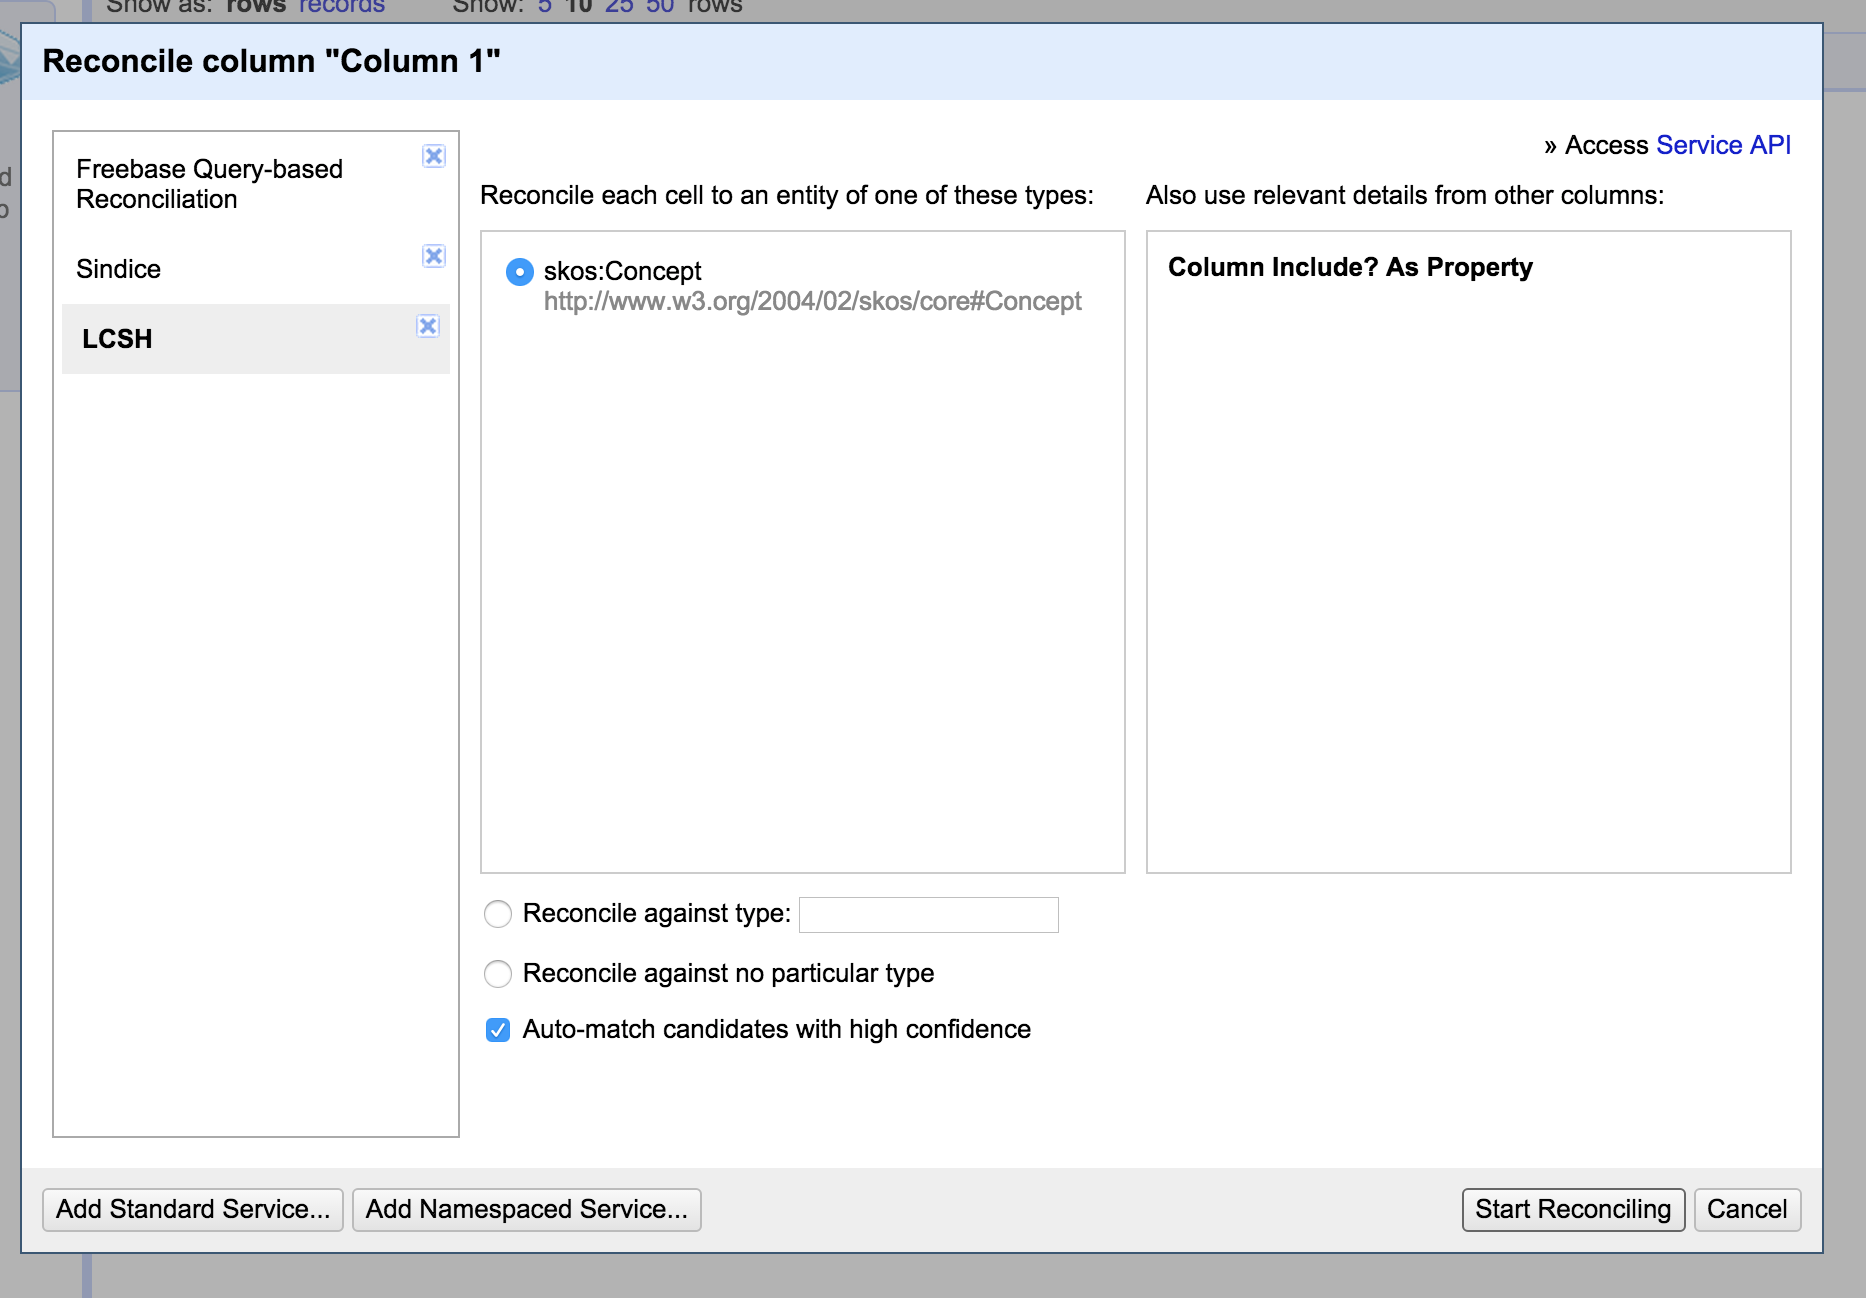 Show as: rows records Show: 5 10 25 50 rows
Reconcile column "Column 1"
d
Freebase Query-based
Reconciliation
Sindice
LCSH
» Access Service API
Reconcile each cell to an entity of one of these types:
skos:Concept
http://www.w3.org/2004/02/skos/core#Concept
Also use relevant details from other columns:
Column Include? As Property
Reconcile against type:
Reconcile against no particular type
Auto-match candidates with high confidence
Add Standard Service... Add Namespaced Service... Start Reconciling Cancel